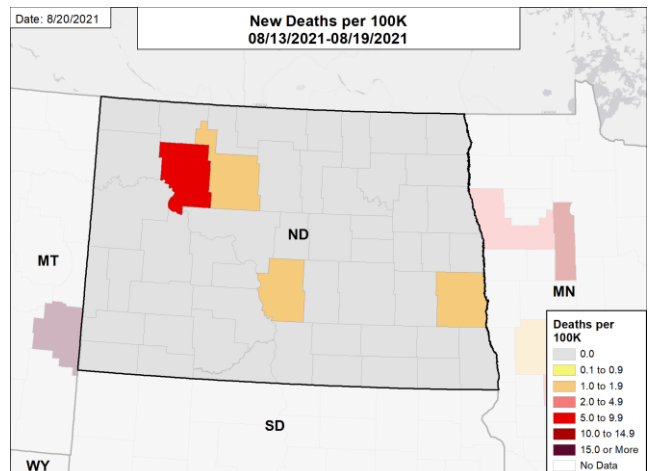 Date: 8/20/2021
New Deaths per 100K
08/13/2021-08/19/2021
ND
MT
MN
SD
WY
Deaths per
100K
0.0
0.1 to 0.9
1.0 to 1.9
2.0 to 4.9
5.0 to 9.9
10.0 to 14.9
15.0 or More
No Data